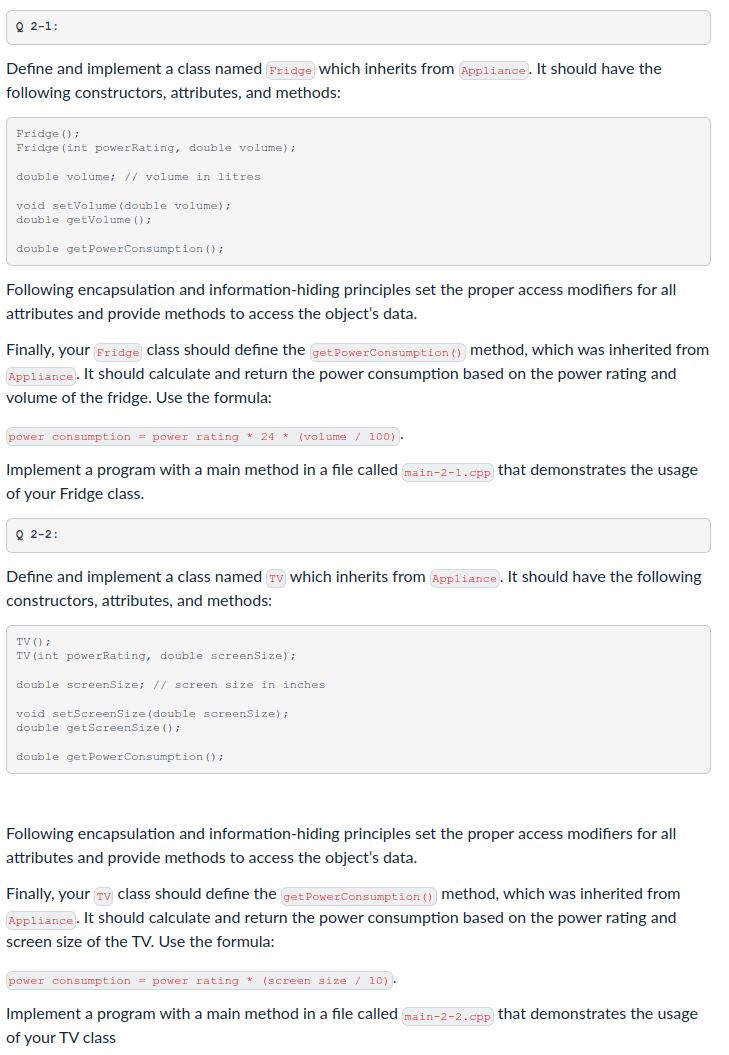 Q 2-1:
Define and implement a class named Fridge which inherits from Appliance. It should have the
following constructors, attributes, and methods:
Fridge();
Fridge(int powerRating, double volume);
double volume; // volume in litres
void setVolume(double volume);
double getVolume();
double getPowerConsumption();
Following encapsulation and information-hiding principles set the proper access modifiers for all
attributes and provide methods to access the object’s data.
Finally, your Fridge class should define the getPowerConsumption() method, which was inherited from
Appliance. It should calculate and return the power consumption based on the power rating and
volume of the fridge. Use the formula:
power consumption = power rating * 24 * (volume / 100).
Implement a program with a main method in a file called main-2-1.cpp that demonstrates the usage
of your Fridge class.
Q 2-2:
Define and implement a class named TV which inherits from Appliance. It should have the following
constructors, attributes, and methods:
TV();
TV(int powerRating, double screenSize);
double screenSize; // screen size in inches
void setScreenSize(double screenSize);
double getScreenSize();
double getPowerConsumption();
Following encapsulation and information-hiding principles set the proper access modifiers for all
attributes and provide methods to access the object’s data.
Finally, your TV class should define the getPowerConsumption() method, which was inherited from
Appliance. It should calculate and return the power consumption based on the power rating and
screen size of the TV. Use the formula:
power consumption = power rating * (screen size / 10).
Implement a program with a main method in a file called main-2-2.cpp that demonstrates the usage
of your TV class